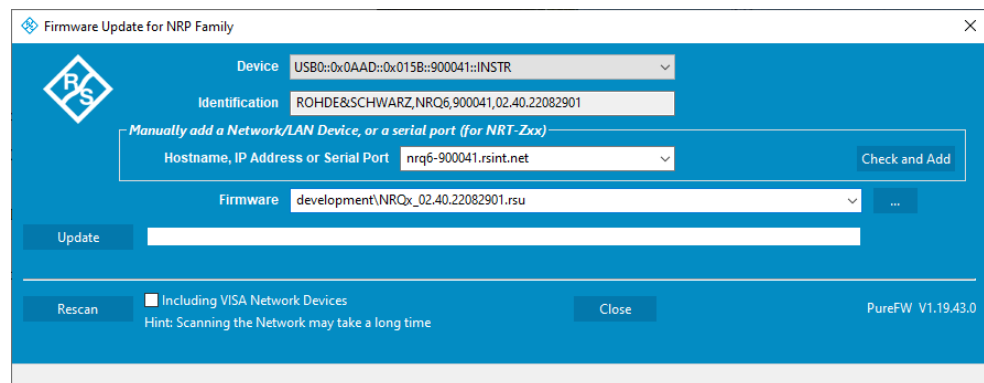 Firmware Update for NRP Family
Device USB0::0x0AAD::0x015B::900041::INSTR
R&S
Identification ROHDE&SCHWARZ,NRQ6,900041,02.40.22082901
Manually add a Network/LAN Device, or a serial port (for NRT-Zxx)
Hostname, IP Address or Serial Port nrq6-900041.rsint.net Check and Add
Firmware development\NRQx_02.40.22082901.rsu ...
Update
Including VISA Network Devices
Rescan Close PureFW V1.19.43.0
Hint: Scanning the Network may take a long time